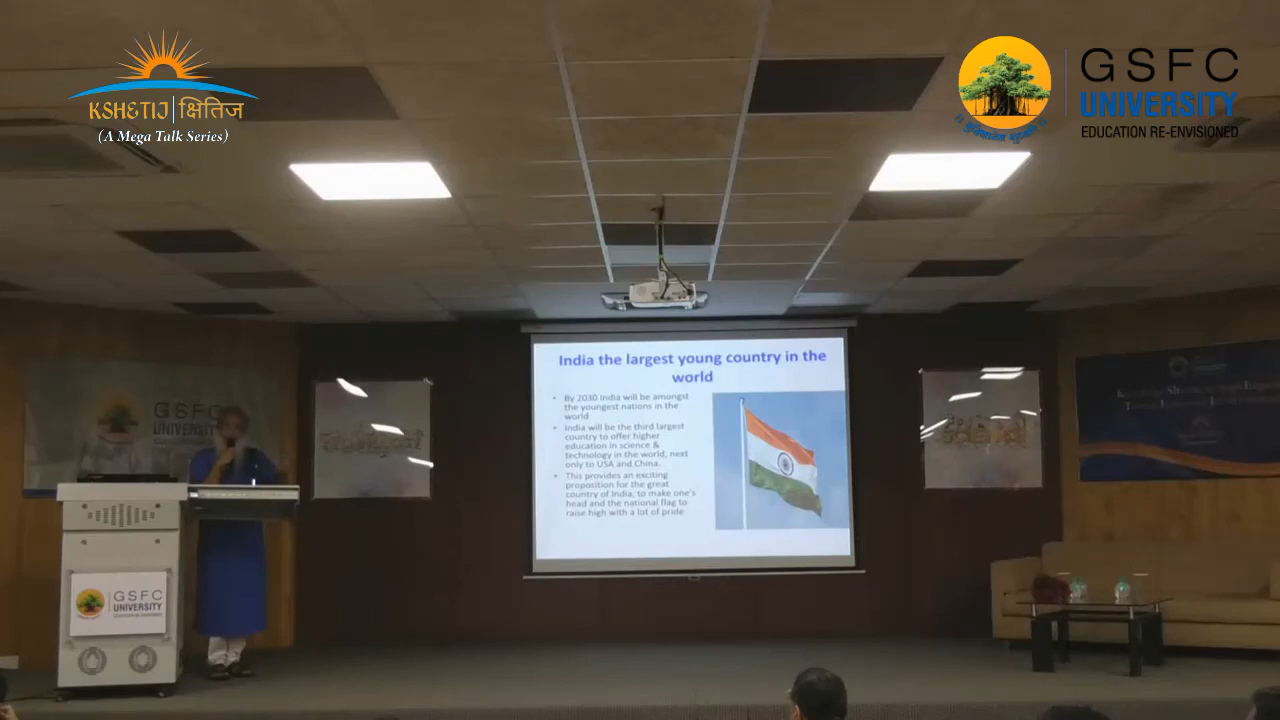 KSHETIJ|क्षितिज
(A Mega Talk Series)
GSFC
UNIVERSITY
EDUCATION RE-ENVISIONED
India the largest young country in the
world
• By 2030 India will be amongst
the youngest nations in the
world
• India will be the third largest
country to offer higher
education in science &
technology in the world, next
only to USA and China.
• This provides an exciting
proposition for the great
country of India, to make one's
head and the national flag to
raise high with a lot of pride
GSFC
UNIVERSITY
GSFC
UNIVERSITY
EDUCATION RE-ENVISIONED